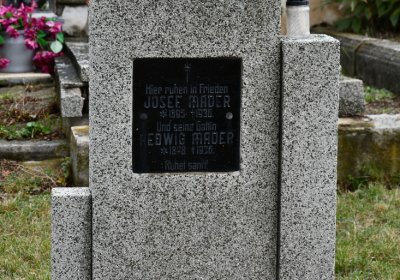 Hier ruhen in Frieden
JOSEF MADER
Und seine Gattin
HEDWIG MADER
Ruhet sanft!